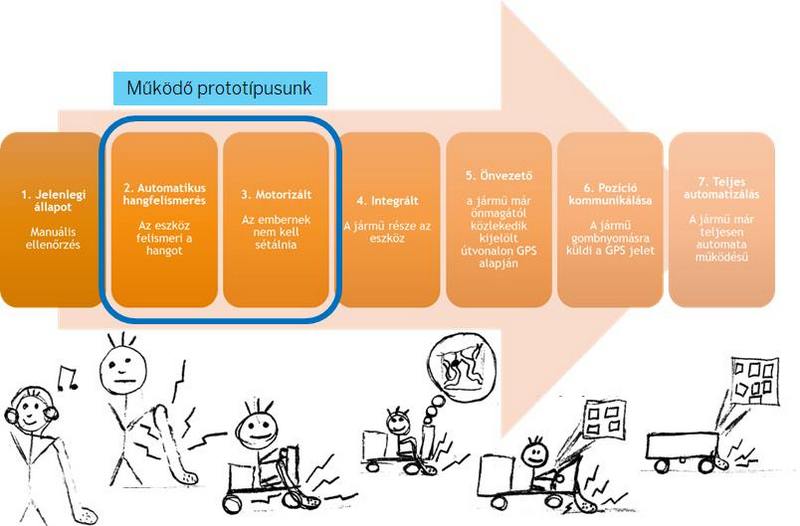 Működő prototípusunk
1. Jelenlegi
állapot
Manuális
ellenőrzés
2. Automatikus
hangfelismerés
Az eszköz
felismeri a
hangot
3. Motorizált
Az embernek
nem kell
sétálnia
4. Integrált
A jármű része az
eszköz
5. Önvezető
a jármű már
önmagától
közlekedik
kijelölt
útvonalon GPS
alapján
6. Pozíció
kommunikálása
A jármű
gombnyomásra
küldi a GPS jelet
7. Teljes
automatizálás
A jármű már
teljesen
automata
működésű